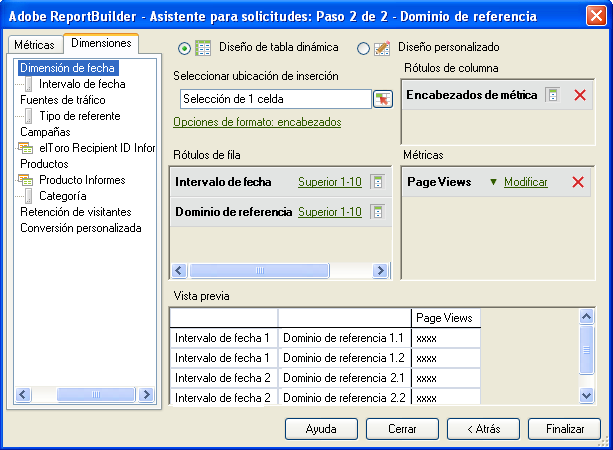 Adobe ReportBuilder - Asistente para solicitudes: Paso 2 de 2 - Dominio de referencia
Métricas
Dimensiones
Dimensión de fecha
Intervalo de fecha
Fuentes de tráfico
Tipo de referente
Campañas
elToro Recipient ID Infor
Productos
Producto Informes
Categoría
Retención de visitantes
Conversión personalizada
Diseño de tabla dinámica
Diseño personalizado
Seleccionar ubicación de inserción
Selección de 1 celda
Opciones de formato: encabezados
Rótulos de columna
Encabezados de métrica
Rótulos de fila
Intervalo de fecha Superior 1-10
Dominio de referencia Superior 1-10
Métricas
Page Views Modificar
Vista previa
Page Views
Intervalo de fecha 1 Dominio de referencia 1.1 xxxx
Intervalo de fecha 1 Dominio de referencia 1.2 xxxx
Intervalo de fecha 2 Dominio de referencia 2.1 xxxx
Intervalo de fecha 2 Dominio de referencia 2.2 xxxx
Ayuda
Cerrar
< Atrás
Finalizar